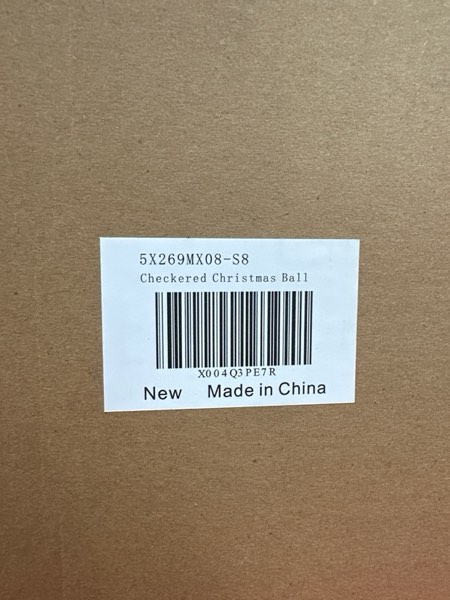 5X269MX08-S8
Checkered Christmas Ball
X004Q3PE7R
New Made in China